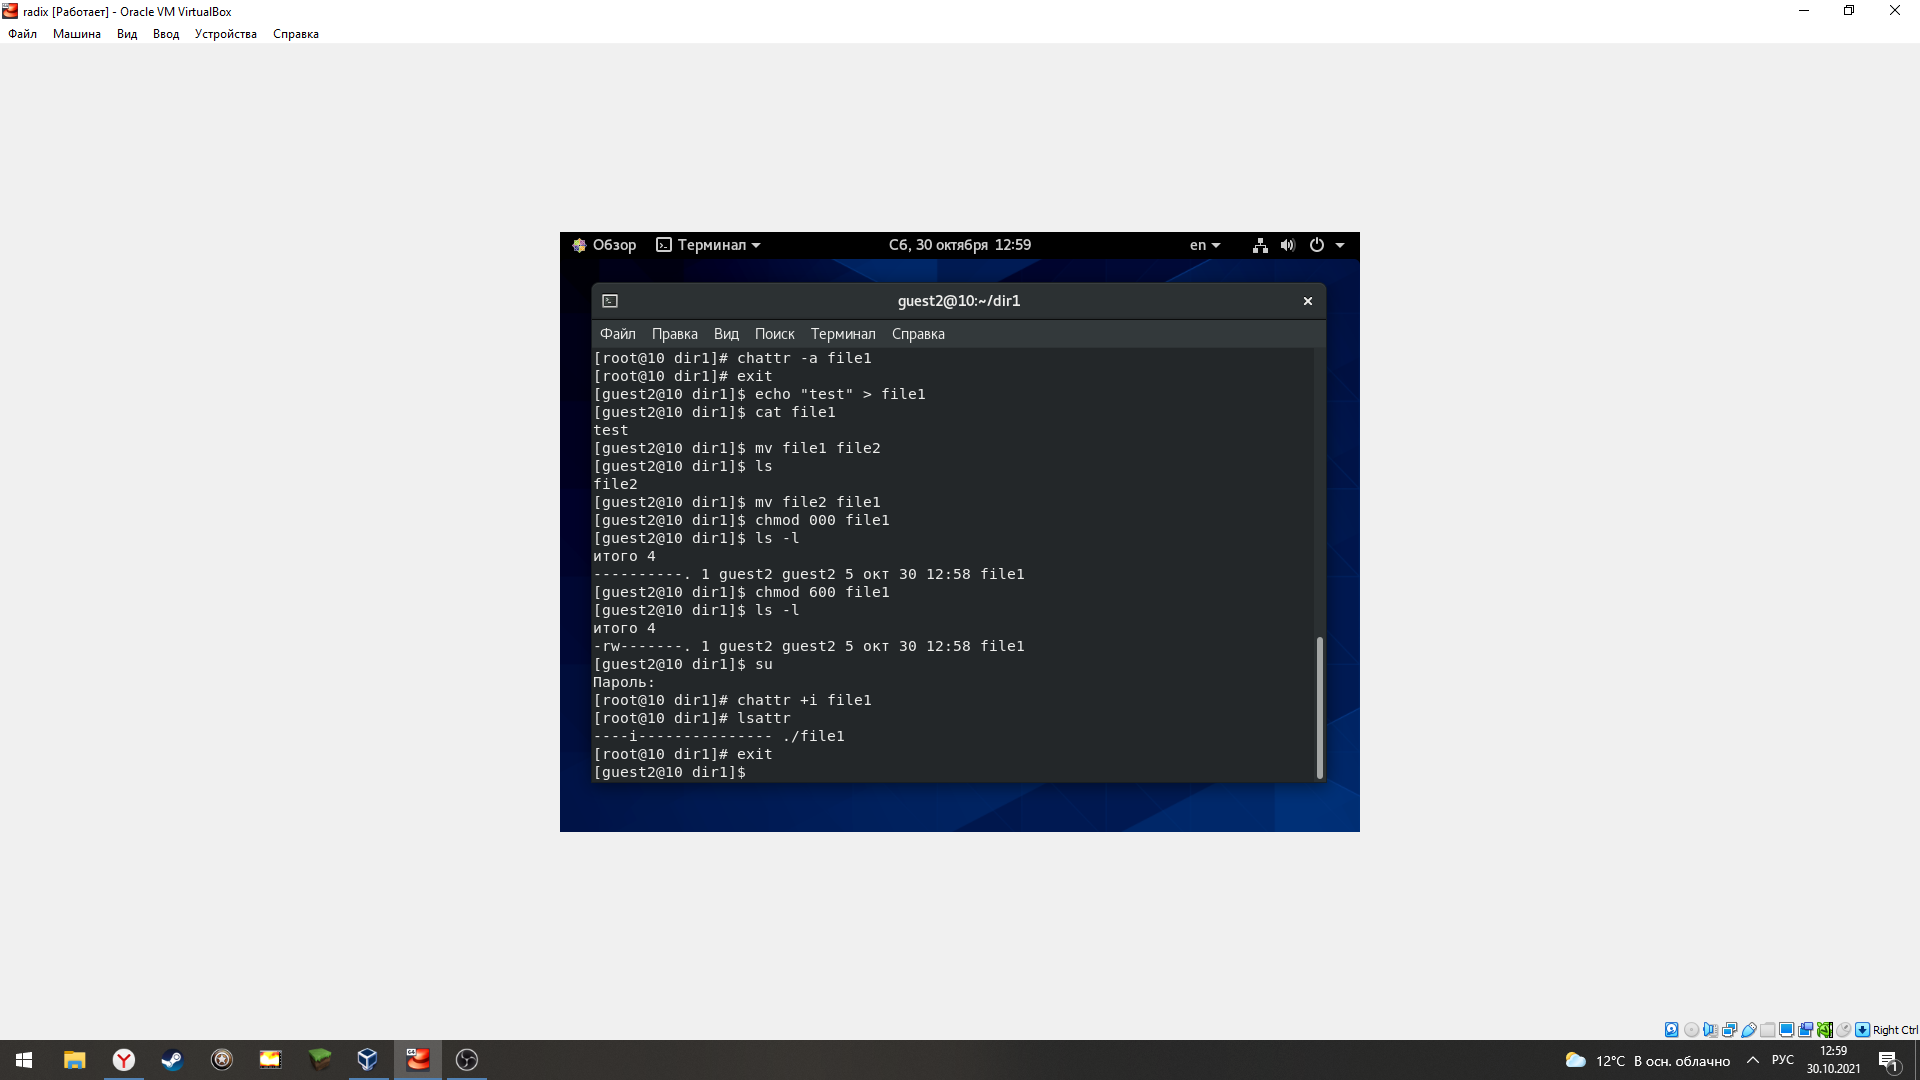 radix [Работает] - Oracle VM VirtualBox
Файл Машина Вид Ввод Устройства Справка
Обзор Терминал Сб, 30 октября 12:59 en
guest2@10:~/dir1
Файл Правка Вид Поиск Терминал Справка
[root@10 dir1]# chattr -a file1
[root@10 dir1]# exit
[guest2@10 dir1]$ echo "test" > file1
[guest2@10 dir1]$ cat file1
test
[guest2@10 dir1]$ mv file1 file2
[guest2@10 dir1]$ ls
file2
[guest2@10 dir1]$ mv file2 file1
[guest2@10 dir1]$ chmod 000 file1
[guest2@10 dir1]$ ls -l
итого 4
----------. 1 guest2 guest2 5 окт 30 12:58 file1
[guest2@10 dir1]$ chmod 600 file1
[guest2@10 dir1]$ ls -l
итого 4
-rw-------. 1 guest2 guest2 5 окт 30 12:58 file1
[guest2@10 dir1]$ su
Пароль:
[root@10 dir1]# chattr +i file1
[root@10 dir1]# lsattr
----i--------------- ./file1
[root@10 dir1]# exit
[guest2@10 dir1]$
Right Ctrl
12°C В осн. облачно РУС 12:59
30.10.2021
1